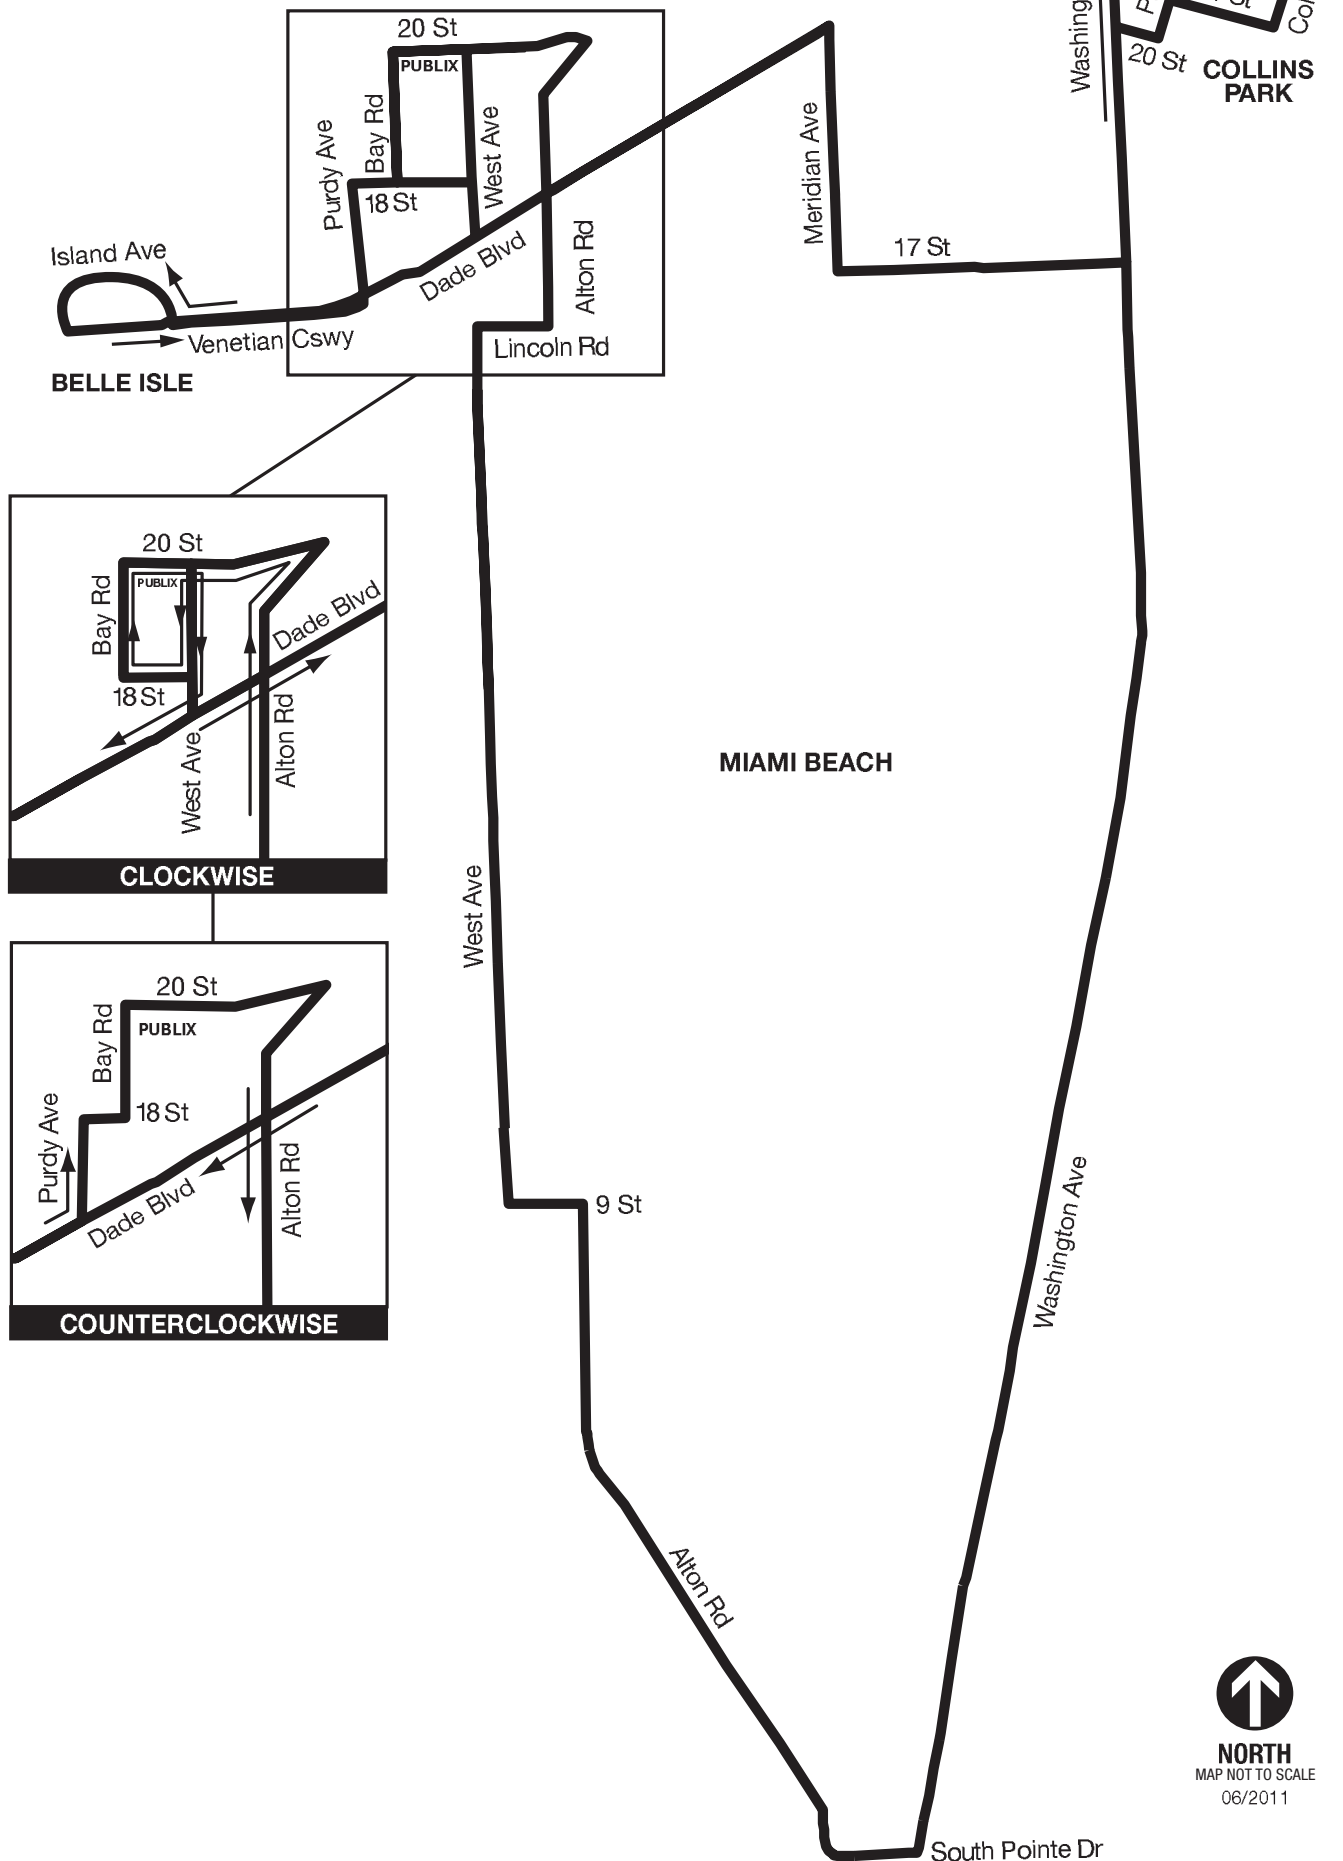 20 St
PUBLIX
Bay Rd
Purdy Ave
West Ave
18 St
Island Ave
Dade Blvd
Alton Rd
Venetian Cswy
Lincoln Rd
BELLE ISLE
Meridian Ave
17 St
Washing
20 St
COLLINS
PARK
20 St
PUBLIX
Bay Rd
Dade Blvd
18 St
West Ave
Alton Rd
CLOCKWISE
MIAMI BEACH
West Ave
20 St
PUBLIX
Bay Rd
Purdy Ave
18 St
Dade Blvd
Alton Rd
COUNTERCLOCKWISE
9 St
Washington Ave
Alton Rd
South Pointe Dr
NORTH
MAP NOT TO SCALE
06/2011